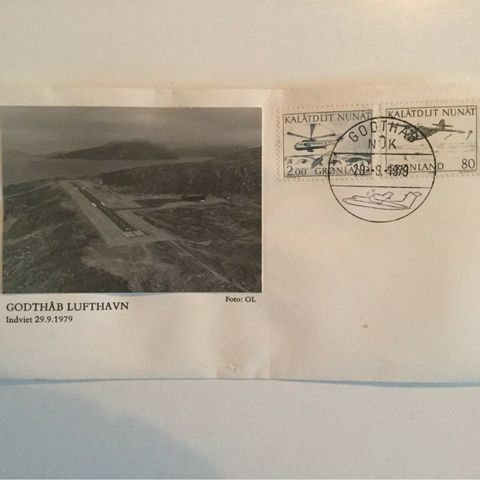 KALÂTDLIT NUNÂT
2.00 GRØNLAND
KALÂTDLIT NUNÂT
GRØNLAND 80
GODTHÅB
NÛK
29.-9.-1979
GODTHÅB LUFTHAVN
Indviet 29.9.1979
Foto: OL